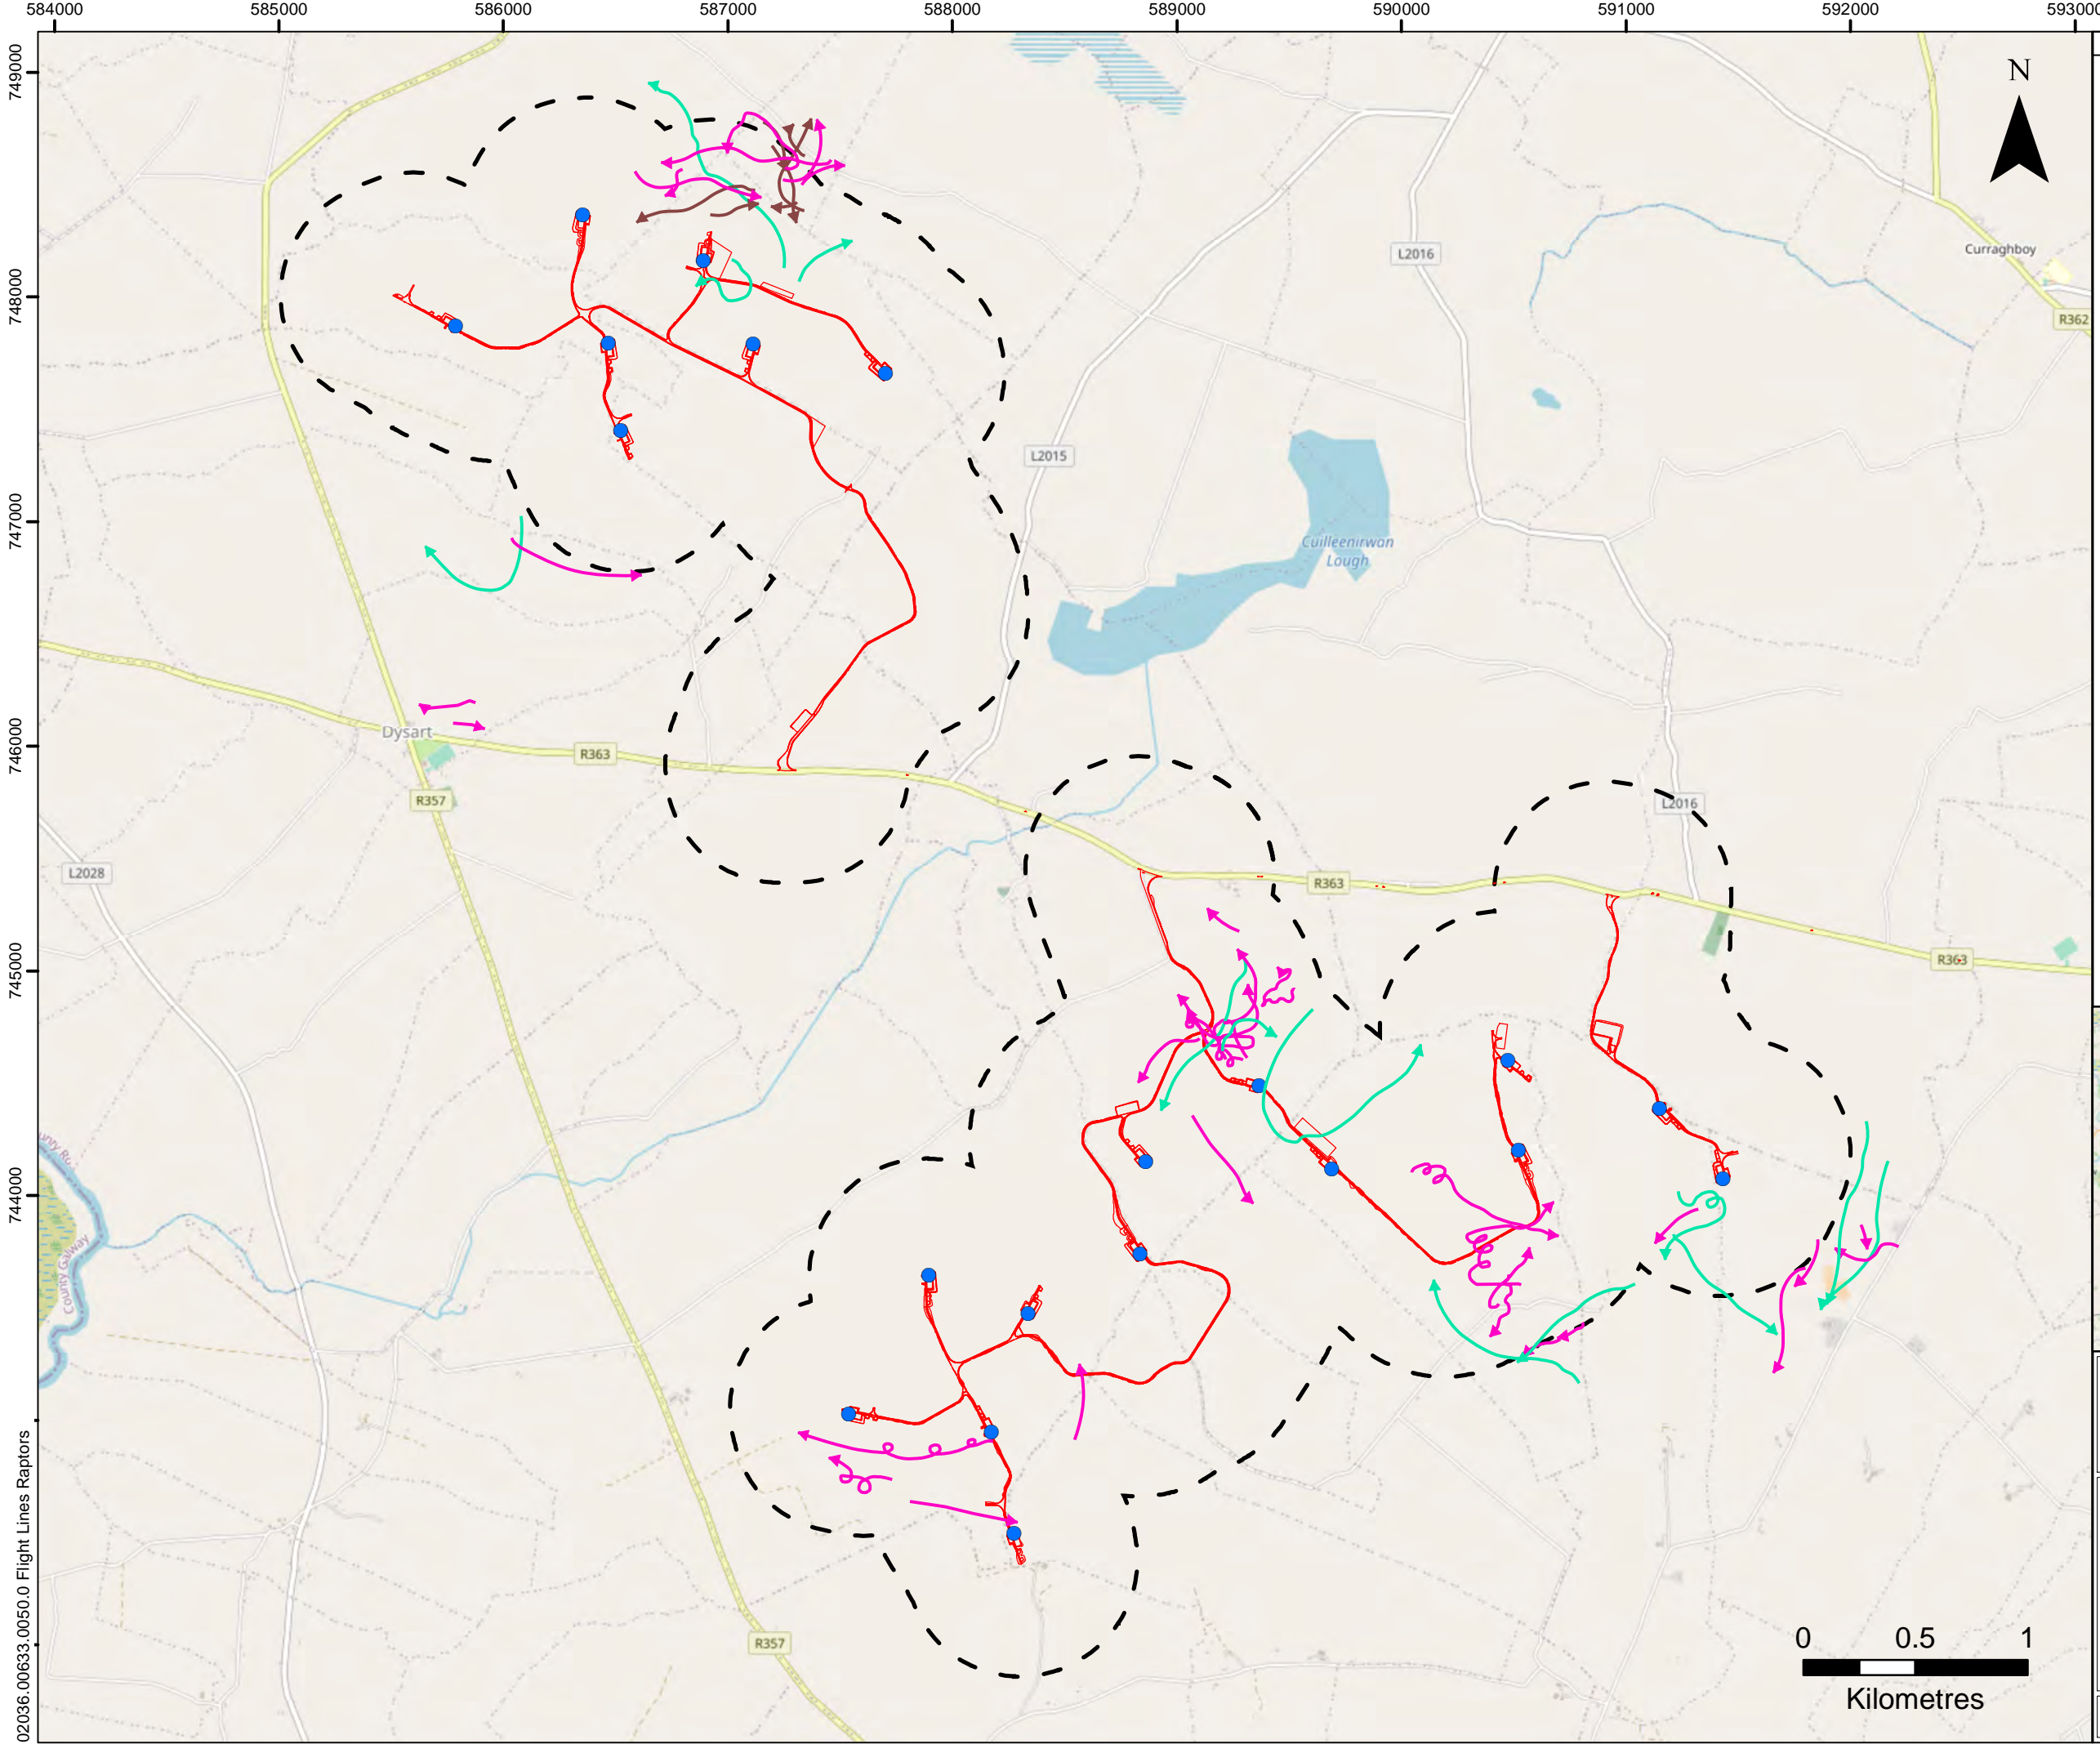 584000 585000 586000 587000 588000 589000 590000 591000 592000 593000
749000
N
L2016
Curraghboy
748000
R362
L2015
747000
Cuilleenirwan
Lough
746000
Dysart
R363
R357
L2016
L2028
R363
745000
R363
744000
County Galway
02036.00633.0050.0 Flight Lines Raptors
R357
0 0.5 1
Kilometres